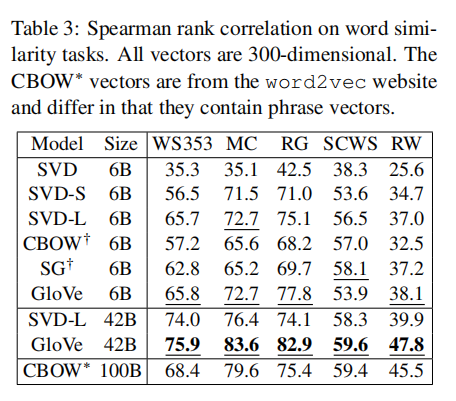 Table 3: Spearman rank correlation on word simi-
larity tasks. All vectors are 300-dimensional. The
CBOW* vectors are from the word2vec website
and differ in that they contain phrase vectors.
Model Size WS353 MC RG SCWS RW
SVD 6B 35.3 35.1 42.5 38.3 25.6
SVD-S 6B 56.5 71.5 71.0 53.6 34.7
SVD-L 6B 65.7 72.7 75.1 56.5 37.0
CBOW† 6B 57.2 65.6 68.2 57.0 32.5
SG† 6B 62.8 65.2 69.7 58.1 37.2
GloVe 6B 65.8 72.7 77.8 53.9 38.1
SVD-L 42B 74.0 76.4 74.1 58.3 39.9
GloVe 42B 75.9 83.6 82.9 59.6 47.8
CBOW* 100B 68.4 79.6 75.4 59.4 45.5